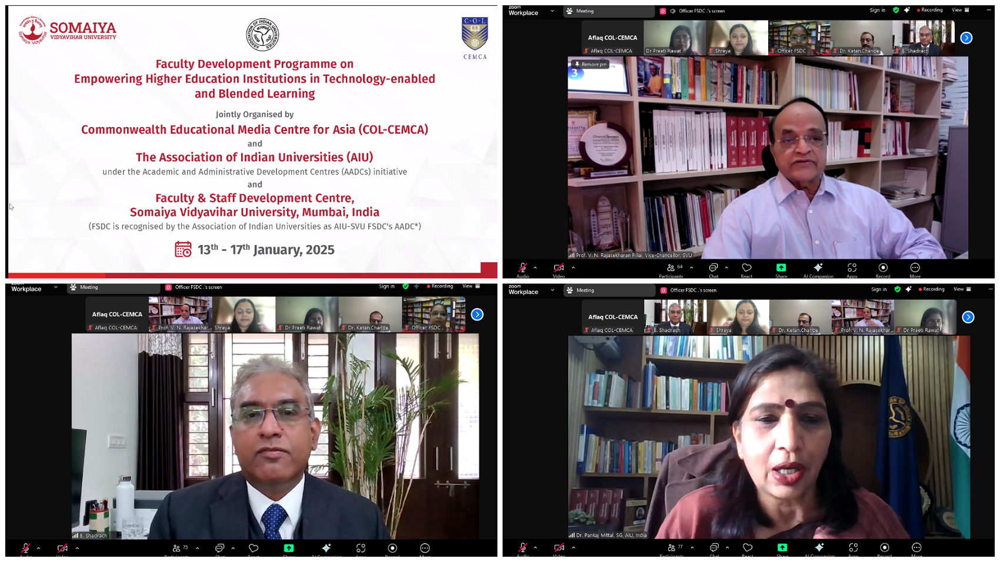 SOMAIYA
VIDYAVIHAR UNIVERSITY
Somaiya Vidyavihar
ASSOCIATION OF INDIAN UNIVERSITIES
C·O·L
CEMCA
Faculty Development Programme on
Empowering Higher Education Institutions in Technology-enabled
and Blended Learning
Jointly Organised by
Commonwealth Educational Media Centre for Asia (COL-CEMCA)
and
The Association of Indian Universities (AIU)
under the Academic and Administrative Development Centres (AADCs) initiative
and
Faculty & Staff Development Centre,
Somaiya Vidyavihar University, Mumbai, India
(FSDC is recognised by the Association of Indian Universities as AIU-SVU FSDC's AADC*)
13th - 17th January, 2025
zoom
Workplace
Meeting
Officer FSDC .'s screen
Sign in
Recording
View
Aflaq COL-CEMCA
Aflaq COL-CEMCA
Dr Preeti Rawat
Shreya
Officer FSDC .
Dr. Ketan.Chande
B. Shadrach
Remove pin
3
Prof. V. N. Rajasekharan Pillai, Vice-Chancellor, SVU
Audio
Video
64
Participants
Chat
React
Share
AI Companion
Apps
Record
More
Workplace
Meeting
Officer FSDC .'s screen
Sign in
Recording
View
Aflaq COL-CEMCA
Aflaq COL-CEMCA
Prof. V. N. Rajasekhar...
Shreya
Dr Preeti Rawat
Dr. Ketan.Chande
Officer FSDC .
B. Shadrach
Audio
Video
75
Participants
Chat
React
Share
AI Companion
Apps
Record
More
zoom
Workplace
Meeting
Officer FSDC .'s screen
Sign in
Recording
View
Aflaq COL-CEMCA
Aflaq COL-CEMCA
B. Shadrach
Shreya
Dr. Ketan.Chande
Prof. V. N. Rajasekhar...
Dr Preeti Rawat
Dr. Pankaj Mittal, SG, AIU, India
Audio
Video
77
Participants
Chat
React
Share
AI Companion
Apps
Record
More